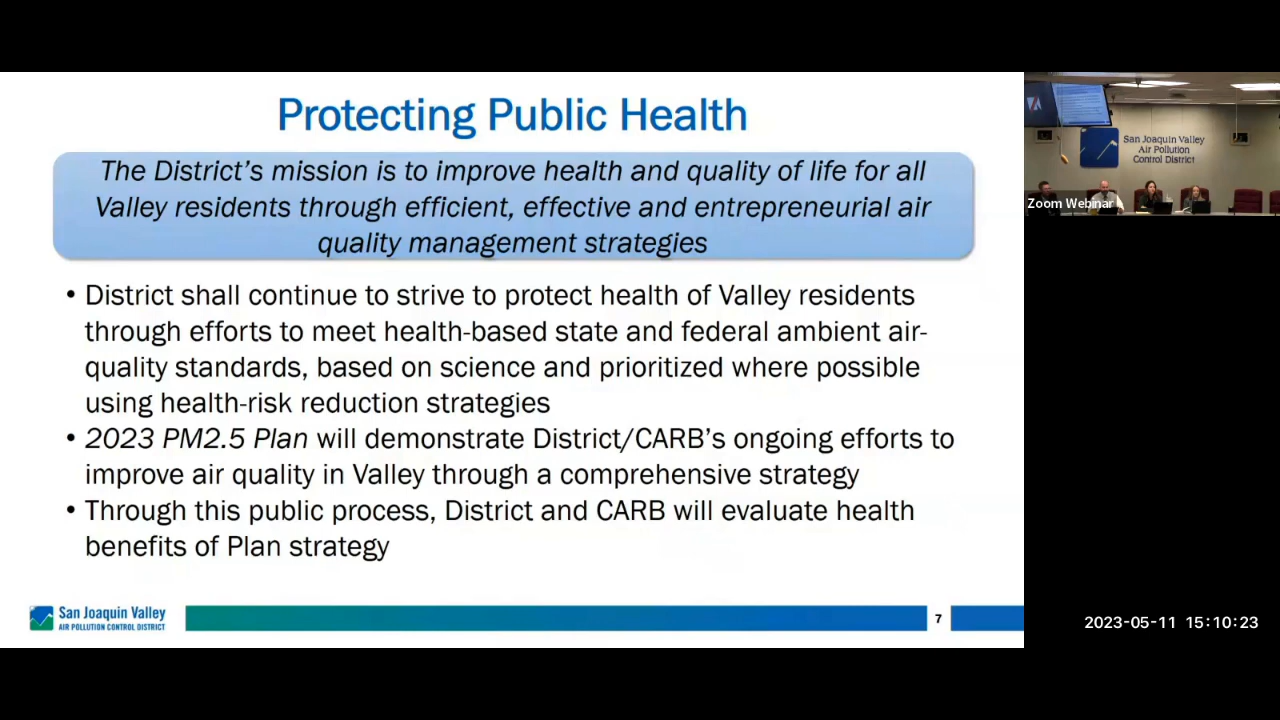 Protecting Public Health
The District's mission is to improve health and quality of life for all
Valley residents through efficient, effective and entrepreneurial air
quality management strategies
• District shall continue to strive to protect health of Valley residents
through efforts to meet health-based state and federal ambient air-
quality standards, based on science and prioritized where possible
using health-risk reduction strategies
• 2023 PM2.5 Plan will demonstrate District/CARB's ongoing efforts to
improve air quality in Valley through a comprehensive strategy
• Through this public process, District and CARB will evaluate health
benefits of Plan strategy
San Joaquin Valley
AIR POLLUTION CONTROL DISTRICT
7
San Joaquin Valley
Air Pollution
Control District
Zoom Webinar
2023-05-11 15:10:23